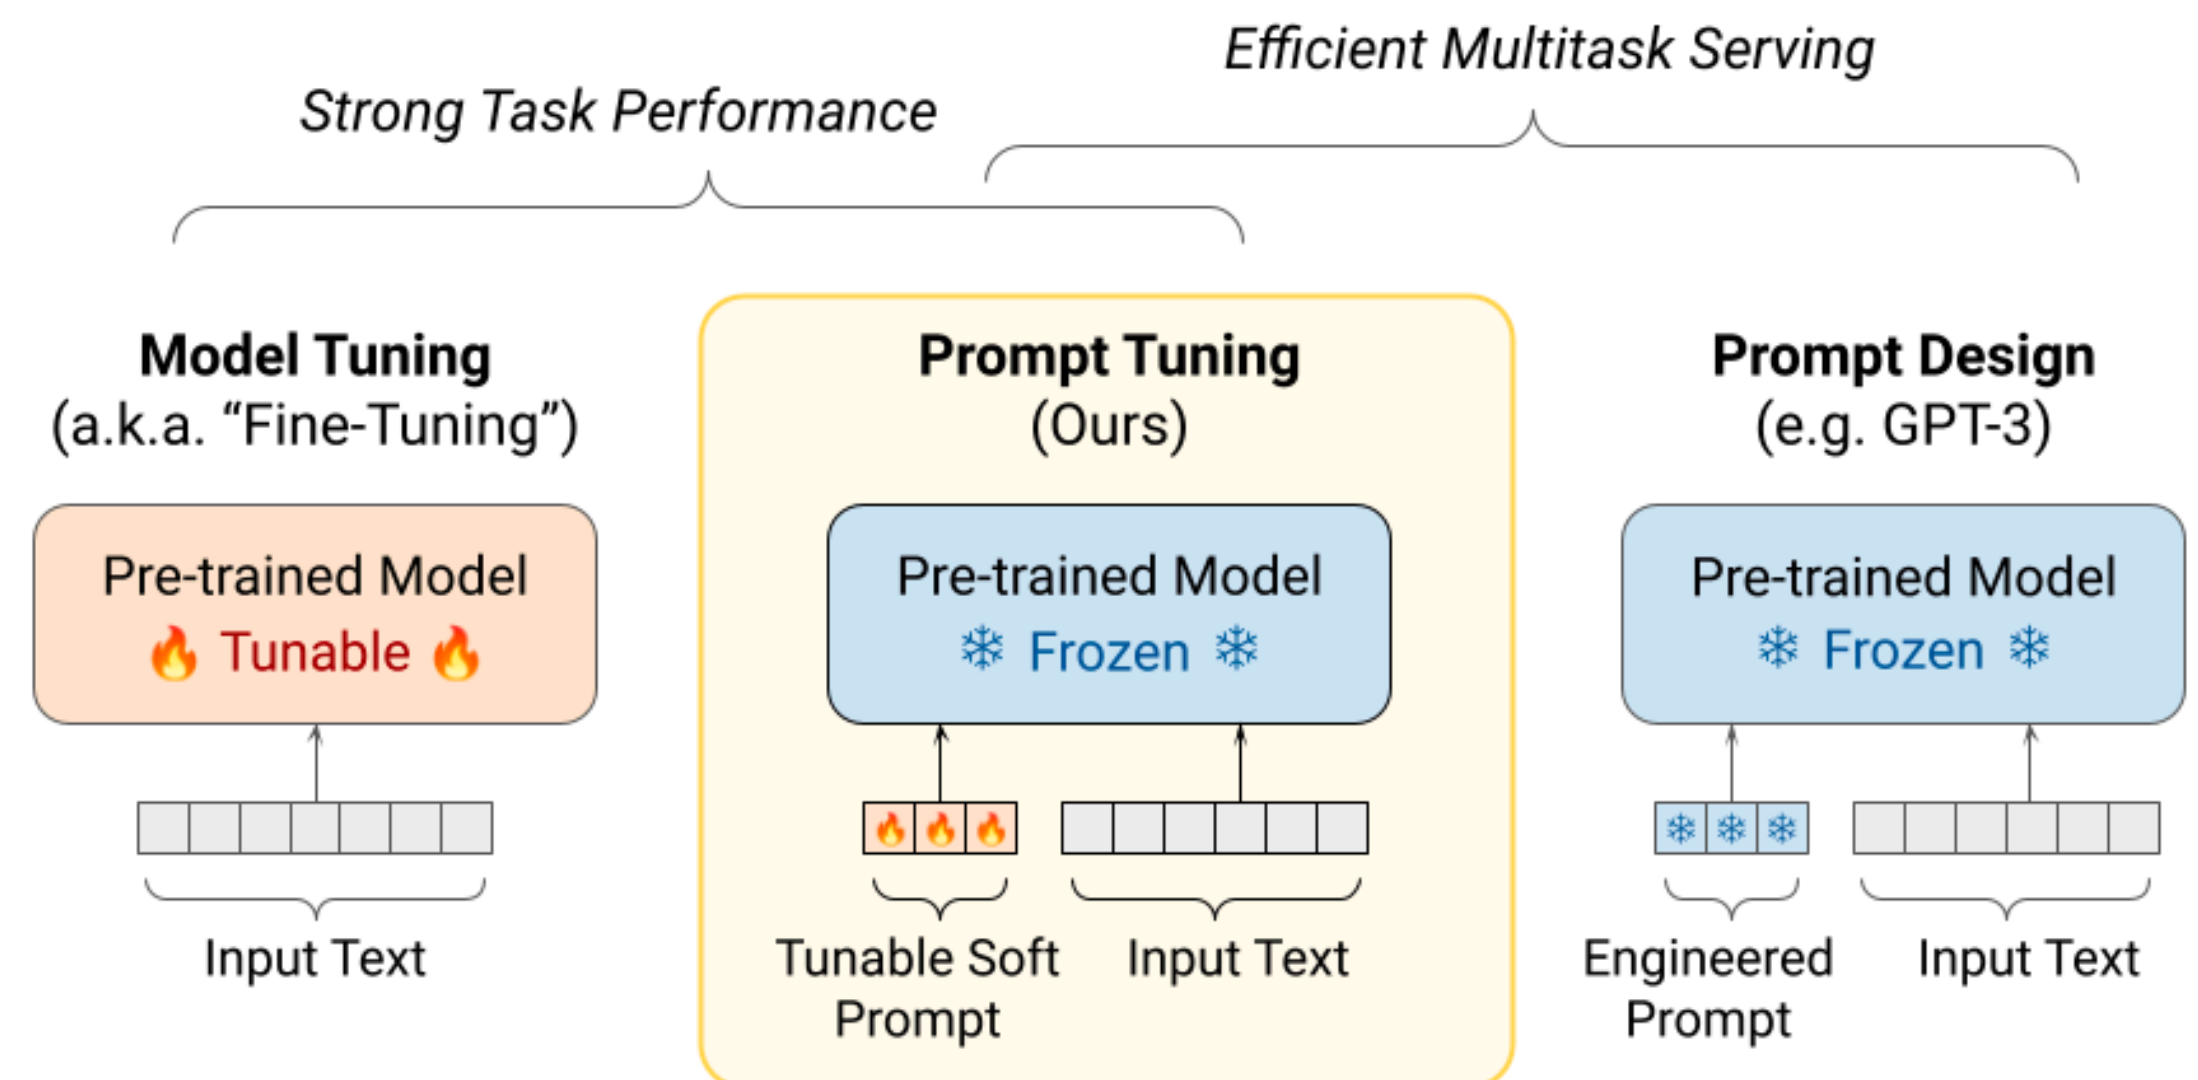 Efficient Multitask Serving
Strong Task Performance
Model Tuning
(a.k.a. “Fine-Tuning”)
Pre-trained Model
🔥 Tunable 🔥
Input Text
Prompt Tuning
(Ours)
Pre-trained Model
❄ Frozen ❄
Tunable Soft
Prompt
Input Text
Prompt Design
(e.g. GPT-3)
Pre-trained Model
❄ Frozen ❄
Engineered
Prompt
Input Text